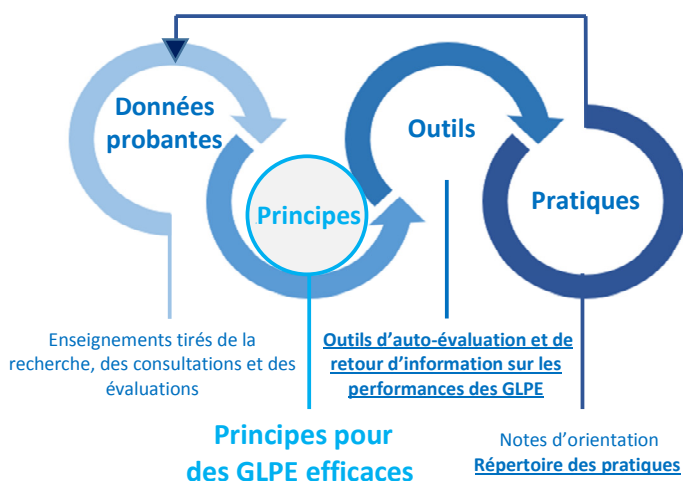 Données
probantes
Outils
Principes
Pratiques
Enseignements tirés de la
recherche, des consultations et des
évaluations
Outils d’auto-évaluation et de
retour d’information sur les
performances des GLPE
Principes pour
des GLPE efficaces
Notes d’orientation
Répertoire des pratiques